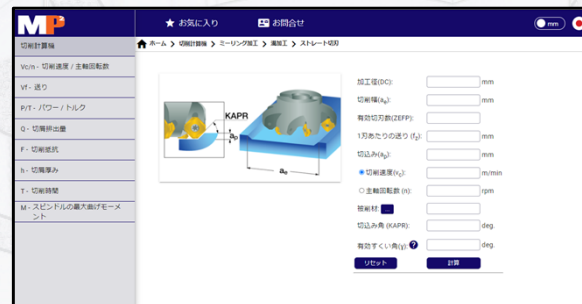 MP²
★ お気に入り
お問合せ
mm
切削計算機
ホーム > 切削計算機 > ミーリング加工 > 溝加工 > ストレート切刃
Vc/n - 切削速度 / 主軸回転数
Vf - 送り
P/T - パワー / トルク
Q - 切屑排出量
F - 切削抵抗
h - 切屑厚み
T - 切削時間
M - スピンドルの最大曲げモーメント
KAPR
ap
ae
加工径(DC): mm
切削幅(ae): mm
有効切刃数(ZEFP):
1刃あたりの送り (fz): mm
切込み(ap): mm
切削速度(vc): m/min
主軸回転数 (n): rpm
被削材: ...
切込み角 (KAPR): deg.
有効すくい角(γ): ? deg.
リセット 計算